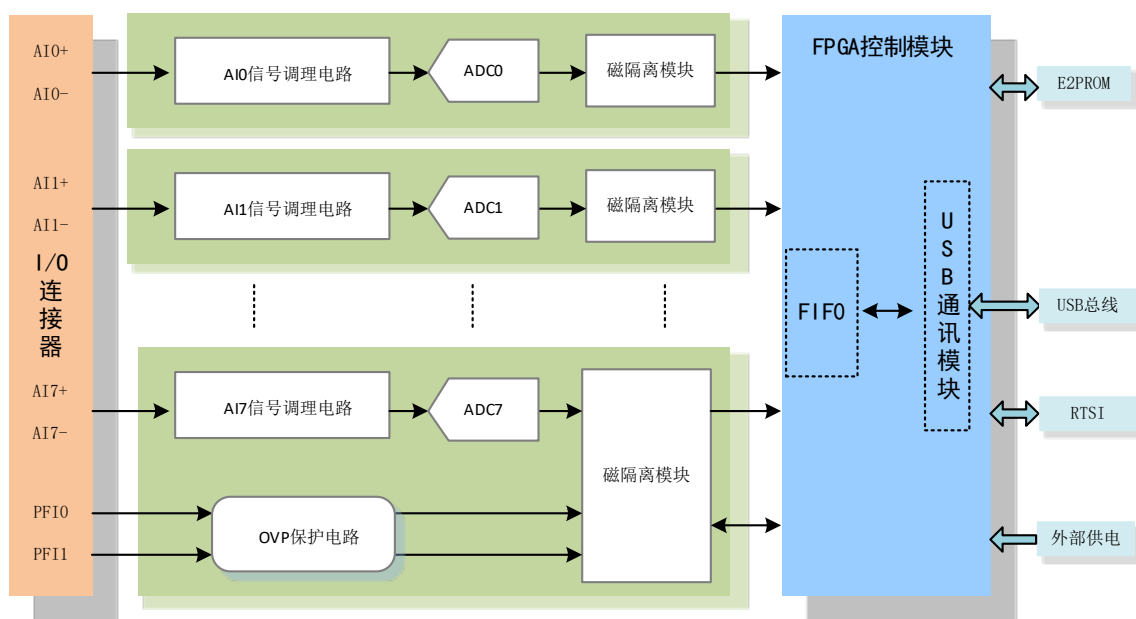 AI0+
AI0-
AI1+
AI1-
I/O
连
接
器
AI7+
AI7-
PFI0
PFI1
AI0信号调理电路
ADC0
磁隔离模块
AI1信号调理电路
ADC1
磁隔离模块
AI7信号调理电路
ADC7
磁隔离模块
OVP保护电路
FPGA控制模块
FIFO
U
S
B
通
讯
模
块
E2PROM
USB总线
RTSI
外部供电